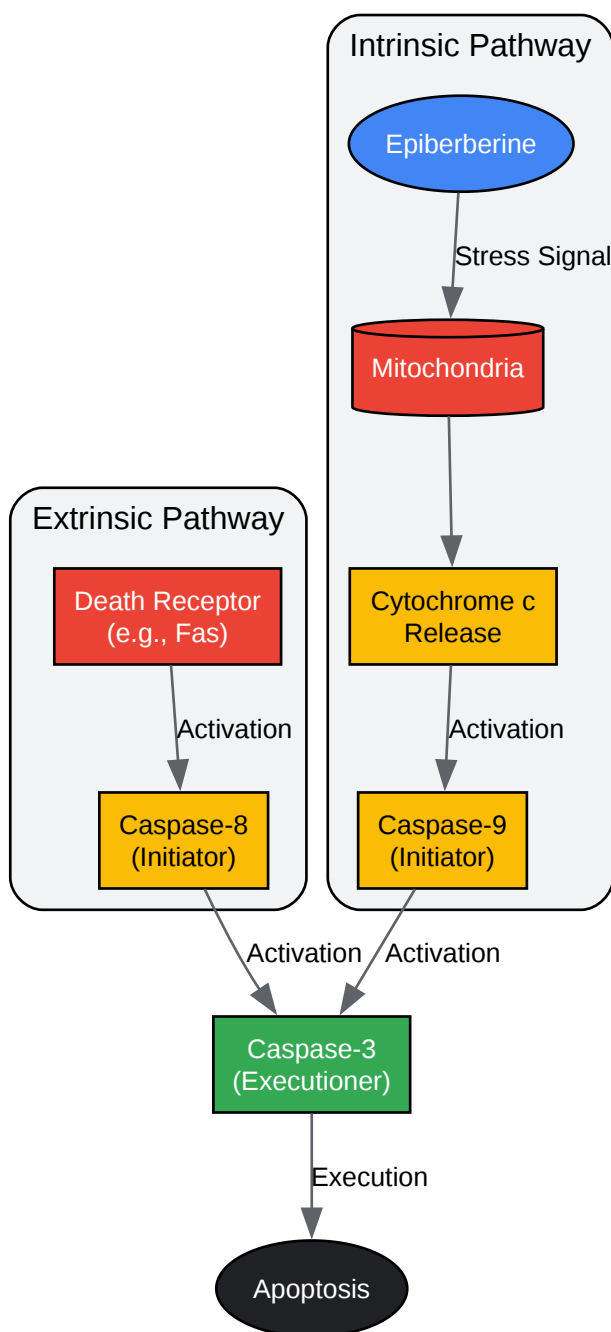 Intrinsic Pathway
Epiberberine
Stress Signal
Mitochondria
Extrinsic Pathway
Death Receptor
(e.g., Fas)
Cytochrome c
Release
Activation
Activation
Caspase-8
(Initiator)
Caspase-9
(Initiator)
Activation
Activation
Caspase-3
(Executioner)
Execution
Apoptosis